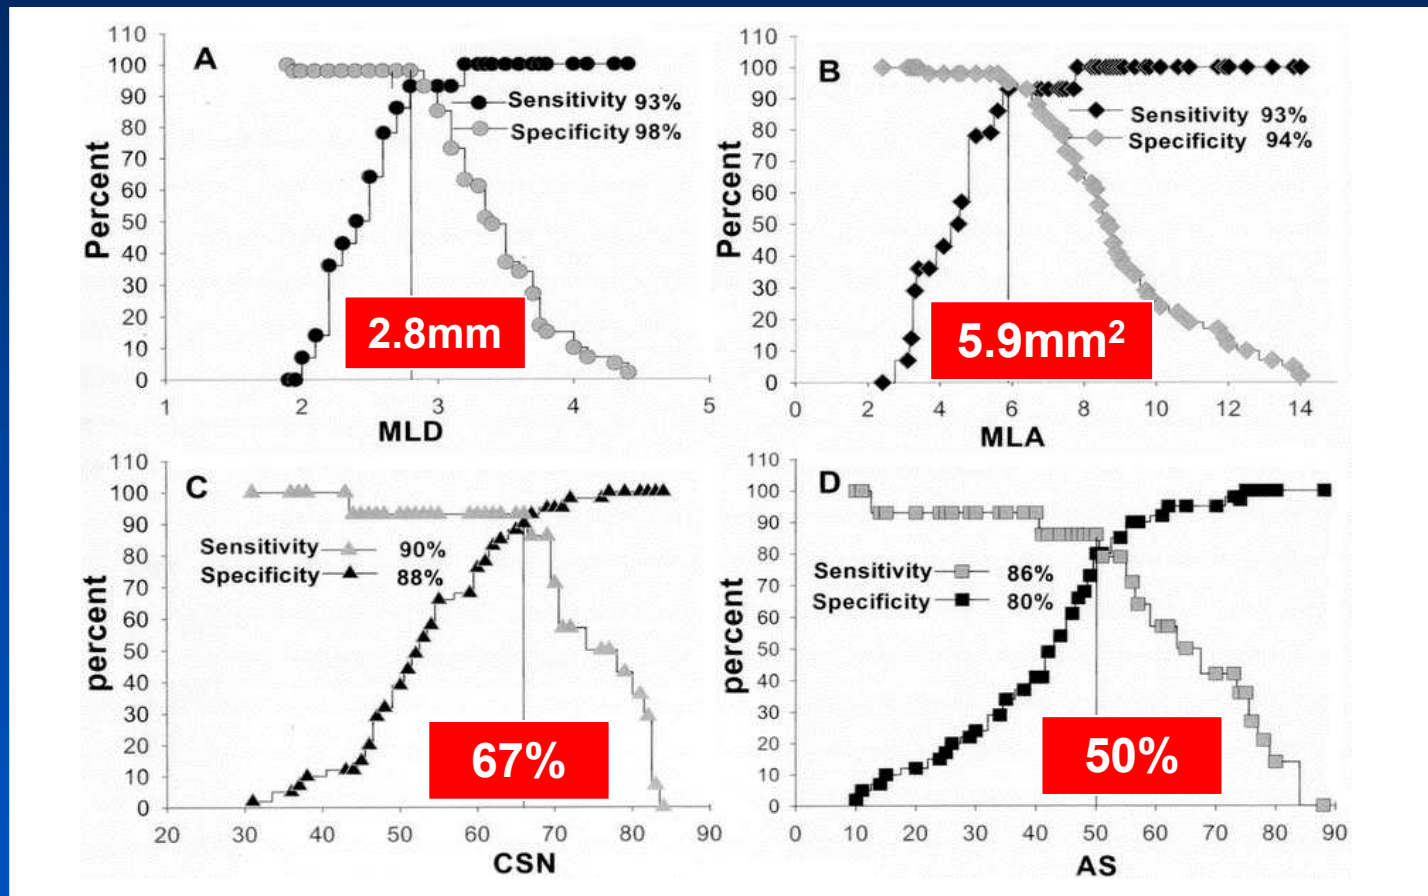 A
Percent
110
100
90
80
70
60
50
40
30
20
10
0
Sensitivity 93%
Specificity 98%
2.8mm
1 2 3 4 5
MLD
B
Percent
110
100
90
80
70
60
50
40
30
20
10
0
Sensitivity 93%
Specificity 94%
5.9mm²
0 2 4 6 8 10 12 14
MLA
C
percent
110
100
90
80
70
60
50
40
30
20
10
0
Sensitivity 90%
Specificity 88%
67%
20 30 40 50 60 70 80 90
CSN
D
percent
110
100
90
80
70
60
50
40
30
20
10
0
Sensitivity 86%
Specificity 80%
50%
0 10 20 30 40 50 60 70 80 90
AS